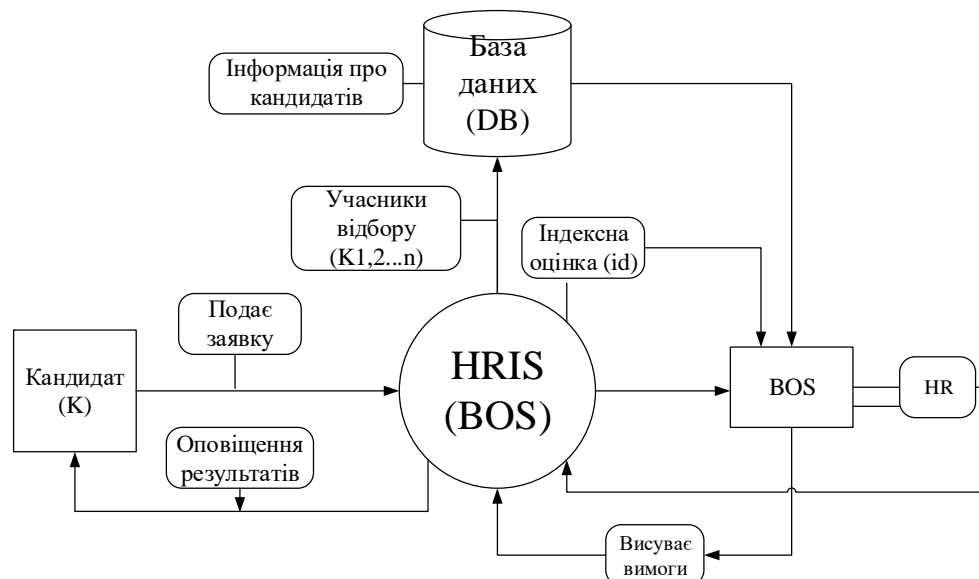 База
даних
(DB)
Інформація про
кандидатів
Учасники
відбору
(K1,2...n)
Індексна
оцінка (id)
Подає
заявку
Кандидат
(K)
HRIS
(BOS)
BOS
HR
Оповіщення
результатів
Висуває
вимоги